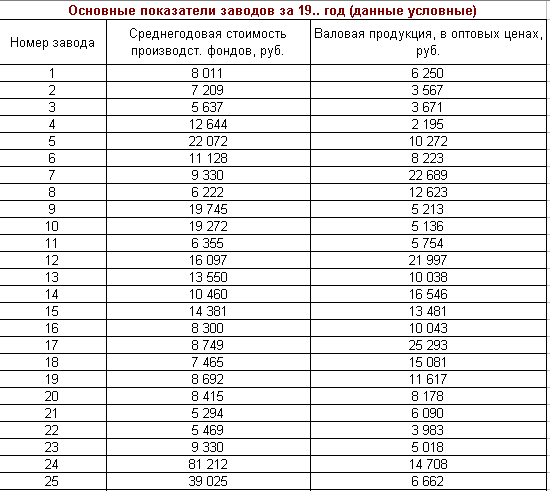 Основные показатели заводов за 19.. год (данные условные)
Номер завода Среднегодовая стоимость производст. фондов, руб. Валовая продукция, в оптовых ценах, руб.
1 8 011 6 250
2 7 209 3 567
3 5 637 3 671
4 12 644 2 195
5 22 072 10 272
6 11 128 8 223
7 9 330 22 689
8 6 222 12 623
9 19 745 5 213
10 19 272 5 136
11 6 355 5 754
12 16 097 21 997
13 13 550 10 038
14 10 460 16 546
15 14 381 13 481
16 8 300 10 043
17 8 749 25 293
18 7 465 15 081
19 8 692 11 617
20 8 415 8 178
21 5 294 6 090
22 5 469 3 983
23 9 330 5 018
24 81 212 14 708
25 39 025 6 662